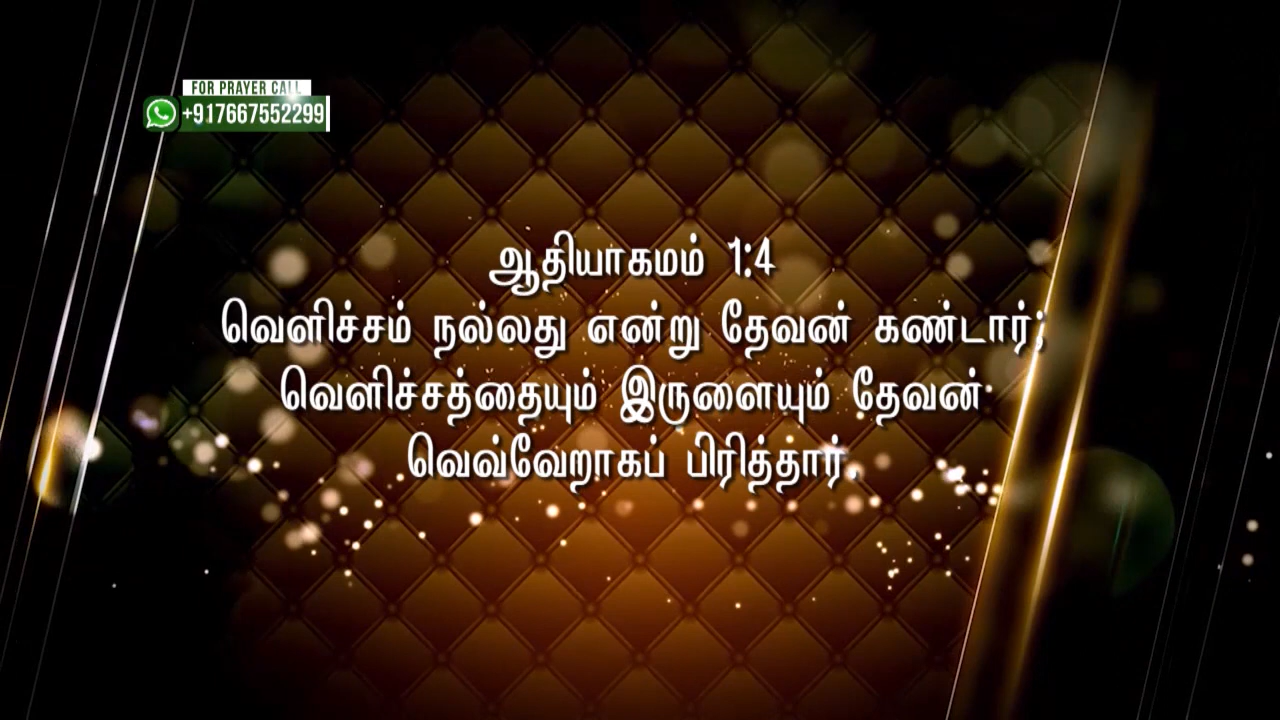 FOR PRAYER CALL
+917667552299
ஆதியாகமம் 1:4
வெளிச்சம் நல்லது என்று தேவன் கண்டார்;
வெளிச்சத்தையும் இருளையும் தேவன்
வெவ்வேறாகப் பிரித்தார்.